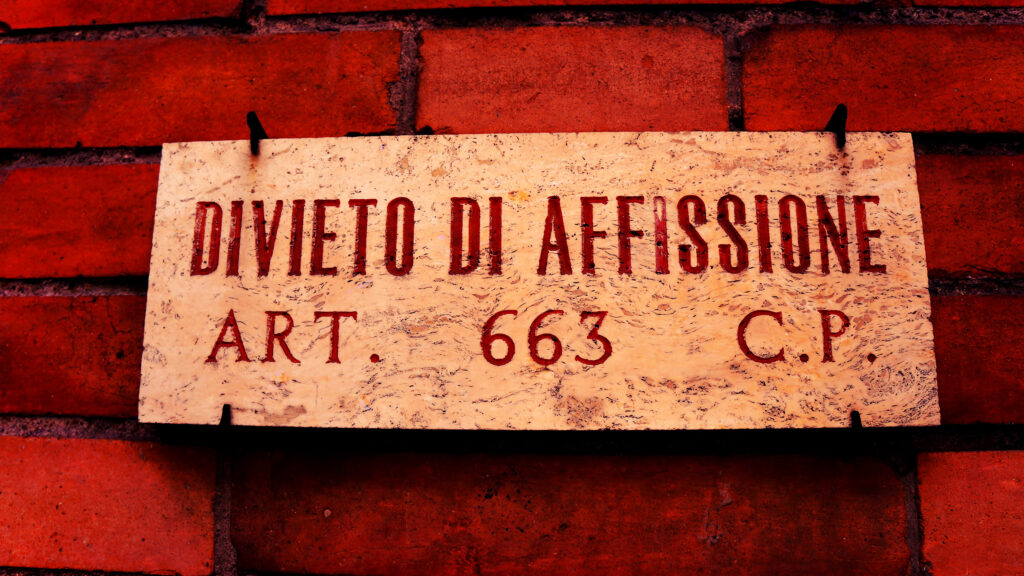 DIVIETO DI AFFISSIONE
ART. 663 C.P.